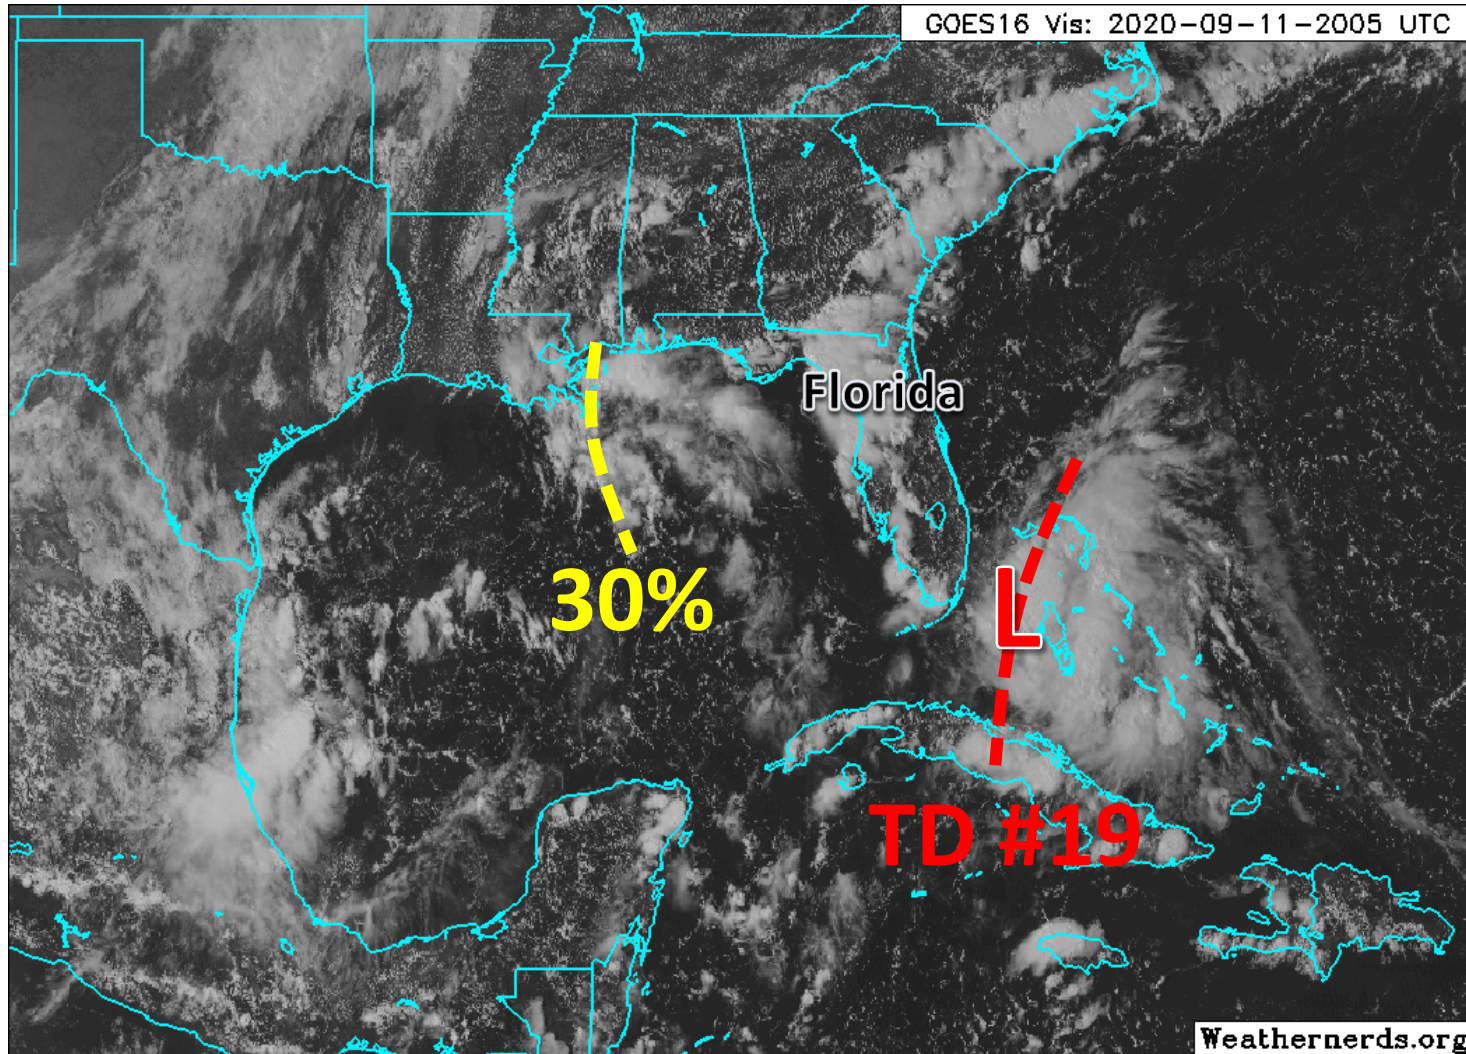 GOES16 Vis: 2020-09-11-2005 UTC
Florida
30%
L
TD #19
Weathernerds.org